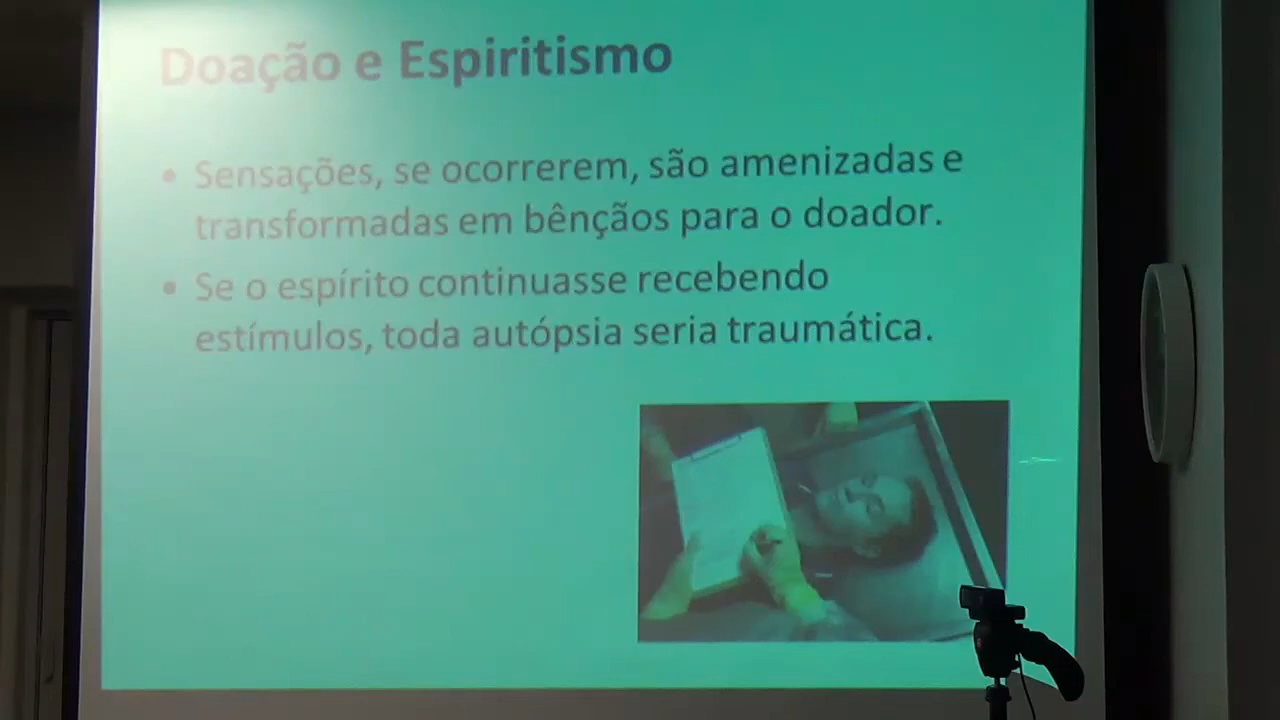 Doação e Espiritismo
• Sensações, se ocorrerem, são amenizadas e
transformadas em bênçãos para o doador.
• Se o espírito continuasse recebendo
estímulos, toda autópsia seria traumática.